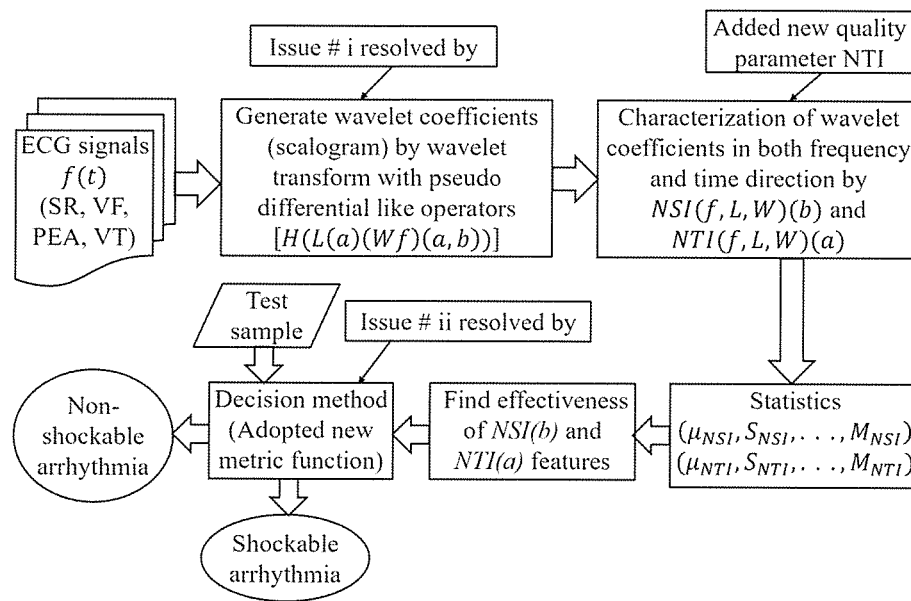 Issue # i resolved by
Added new quality
parameter NTI
ECG signals
f(t)
(SR, VF,
PEA, VT)
Generate wavelet coefficients
(scalogram) by wavelet
transform with pseudo
differential like operators
[H(L(a)(Wf)(a,b))]
Characterization of wavelet
coefficients in both frequency
and time direction by
NSI(f,L,W)(b) and
NTI(f,L,W)(a)
Test
sample
Issue # ii resolved by
Non-
shockable
arrhythmia
Decision method
(Adopted new
metric function)
Find effectiveness
of NSI(b) and
NTI(a) features
Statistics
(μ_NSI, S_NSI, . . . , M_NSI)
(μ_NTI, S_NTI, . . . , M_NTI)
Shockable
arrhythmia